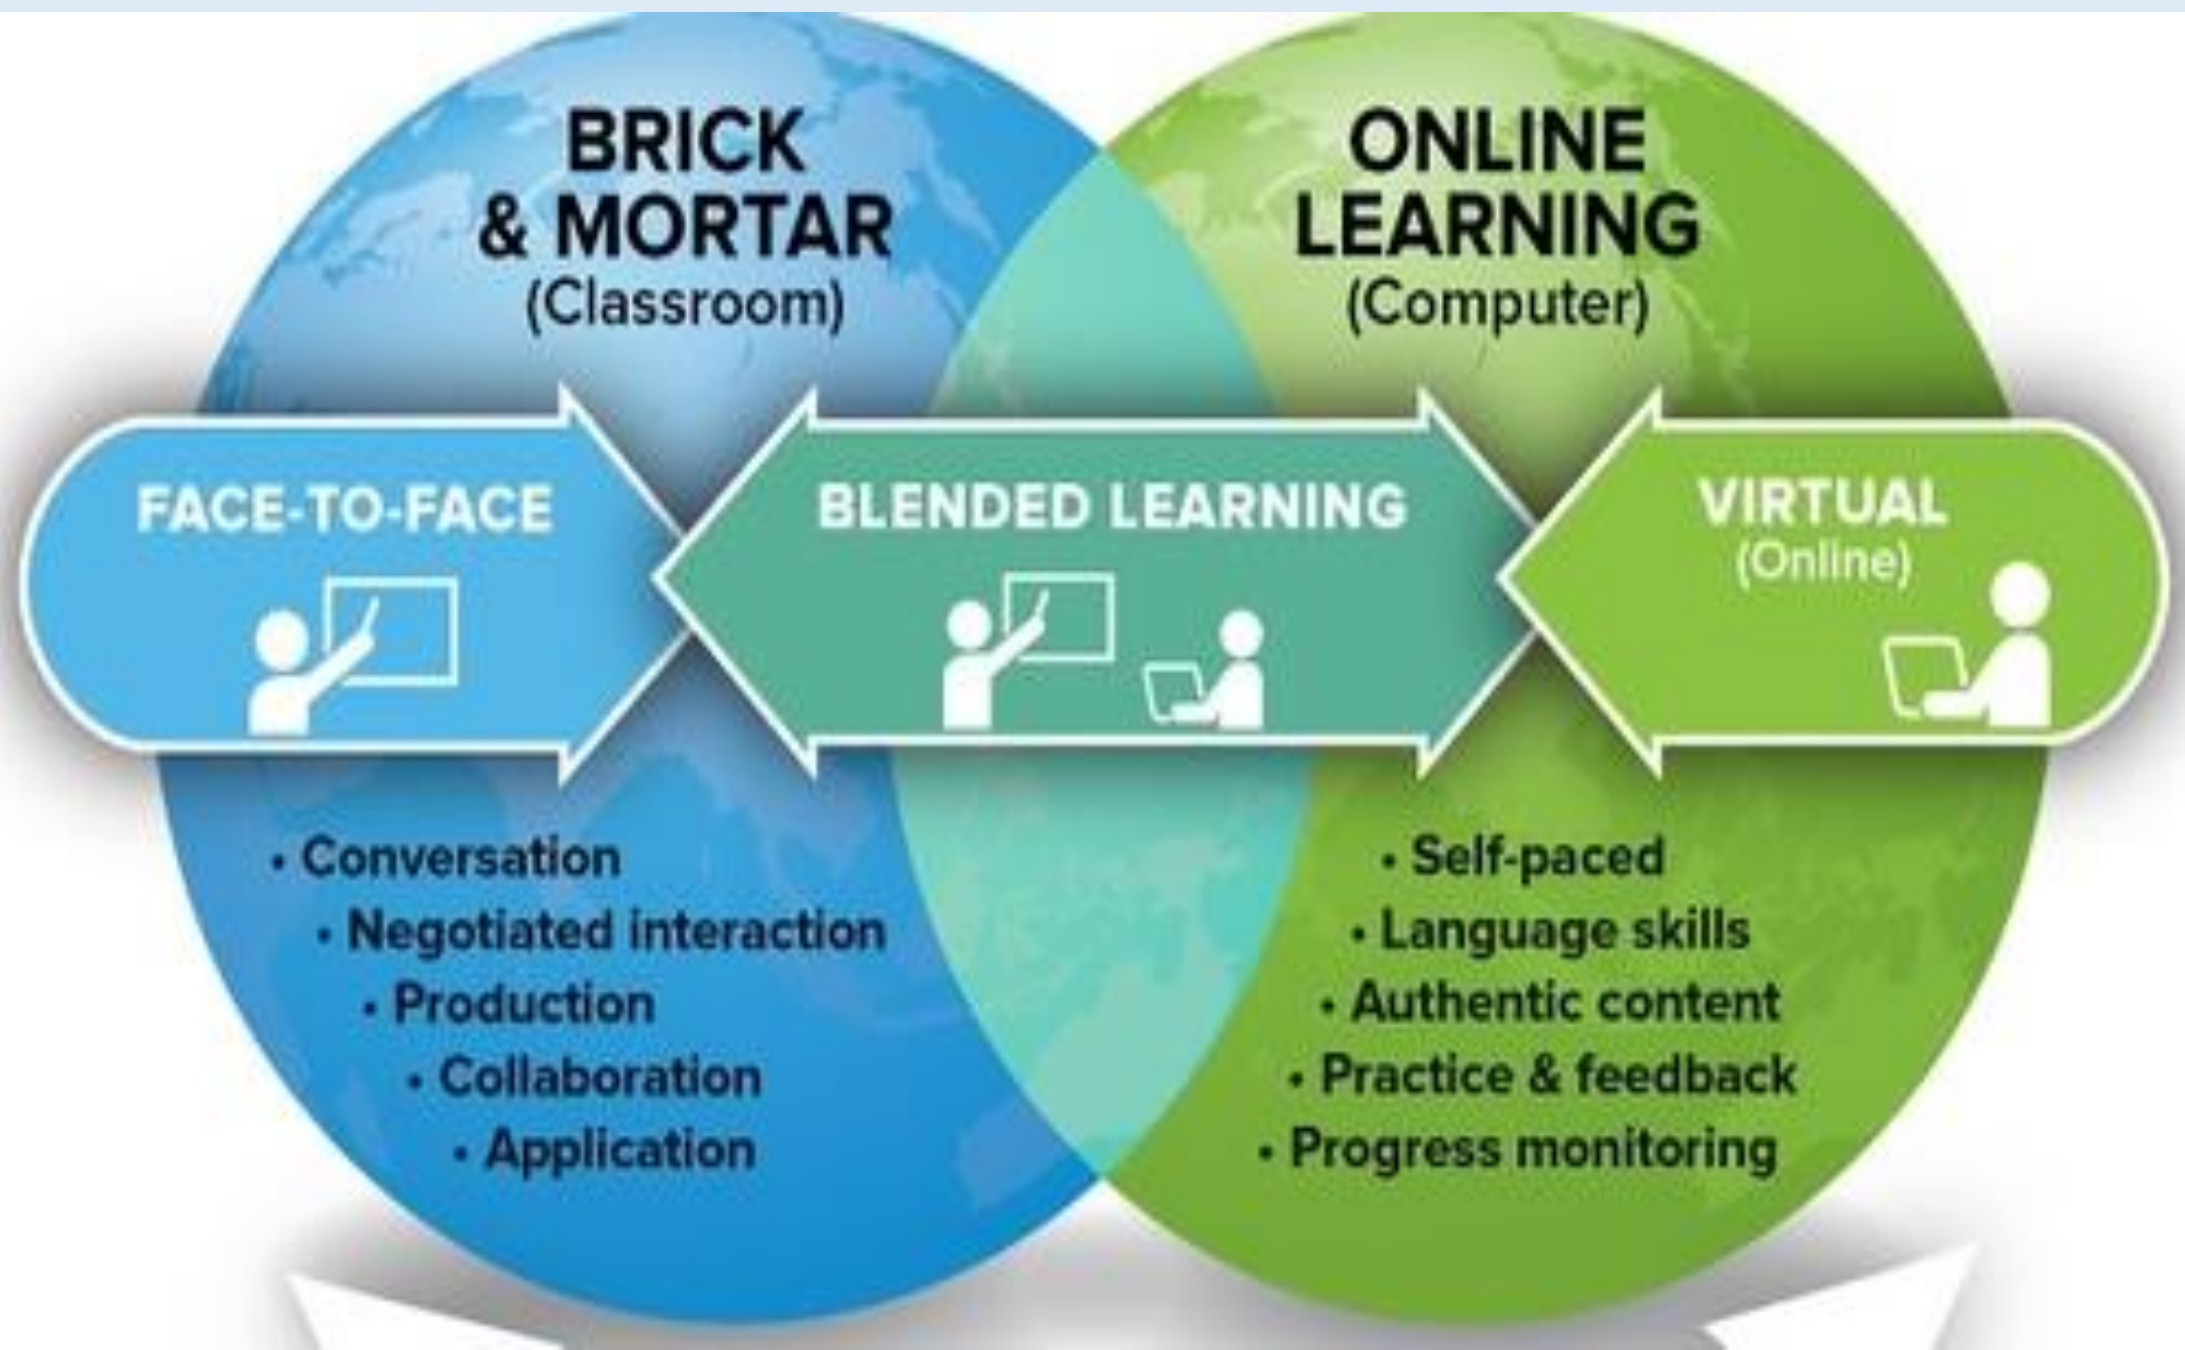 BRICK
& MORTAR
(Classroom)
ONLINE
LEARNING
(Computer)
FACE-TO-FACE
BLENDED LEARNING
VIRTUAL
(Online)
• Conversation
• Negotiated interaction
• Production
• Collaboration
• Application
• Self-paced
• Language skills
• Authentic content
• Practice & feedback
• Progress monitoring